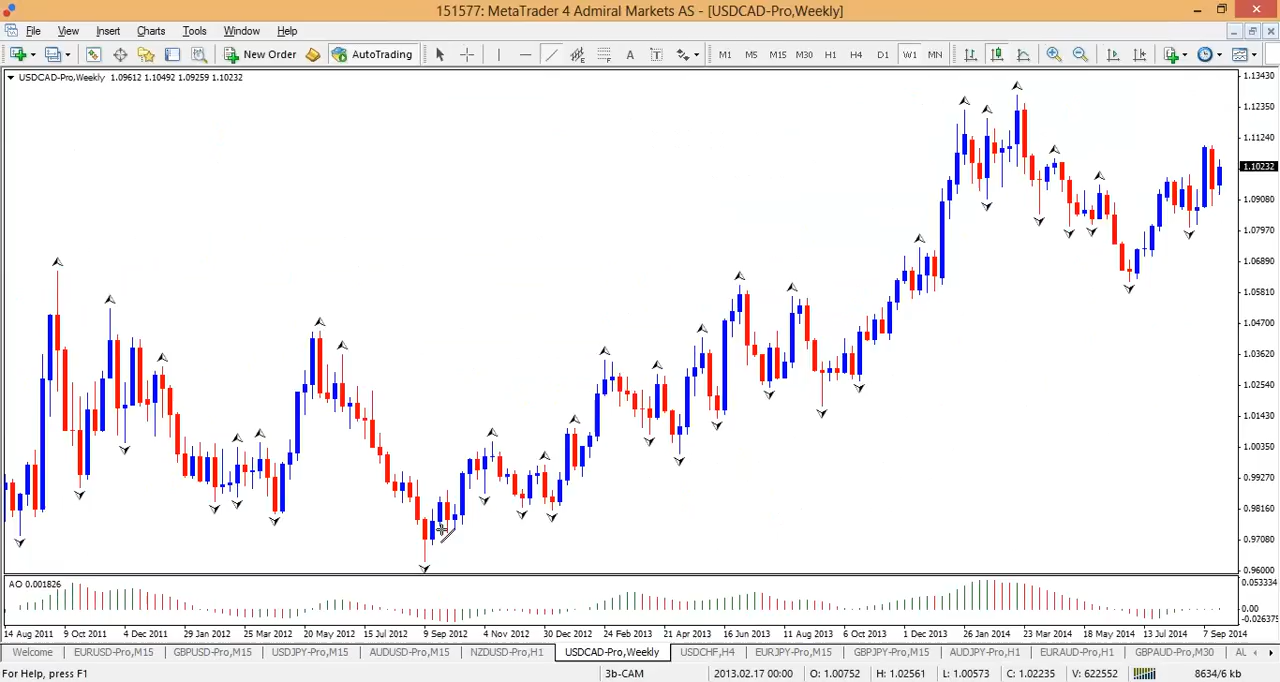 151577: MetaTrader 4 Admiral Markets AS - [USDCAD-Pro,Weekly]
File View Insert Charts Tools Window Help
New Order AutoTrading A T M1 M5 M15 M30 H1 H4 D1 W1 MN
USDCAD-Pro,Weekly 1.09612 1.10492 1.09259 1.10232
1.13430
1.12350
1.11240
1.10232
1.09080
1.07970
1.06890
1.05810
1.04700
1.03620
1.02540
1.01430
1.00350
0.99270
0.98160
0.97080
0.96000
AO 0.001826
0.053334
0.00
-0.026375
14 Aug 2011 9 Oct 2011 4 Dec 2011 29 Jan 2012 25 Mar 2012 20 May 2012 15 Jul 2012 9 Sep 2012 4 Nov 2012 30 Dec 2012 24 Feb 2013 21 Apr 2013 16 Jun 2013 11 Aug 2013 6 Oct 2013 1 Dec 2013 26 Jan 2014 23 Mar 2014 18 May 2014 13 Jul 2014 7 Sep 2014
Welcome EURUSD-Pro,M15 GBPUSD-Pro,M15 USDJPY-Pro,M15 AUDUSD-Pro,M15 NZDUSD-Pro,H1 USDCAD-Pro,Weekly USDCHF,H4 EURJPY-Pro,M15 GBPJPY-Pro,M15 AUDJPY-Pro,H1 EURAUD-Pro,H1 GBPAUD-Pro,M30 AL
For Help, press F1 3b-CAM 2013.02.17 00:00 O: 1.00752 H: 1.02561 L: 1.00573 C: 1.02235 V: 622552 8634/6 kb